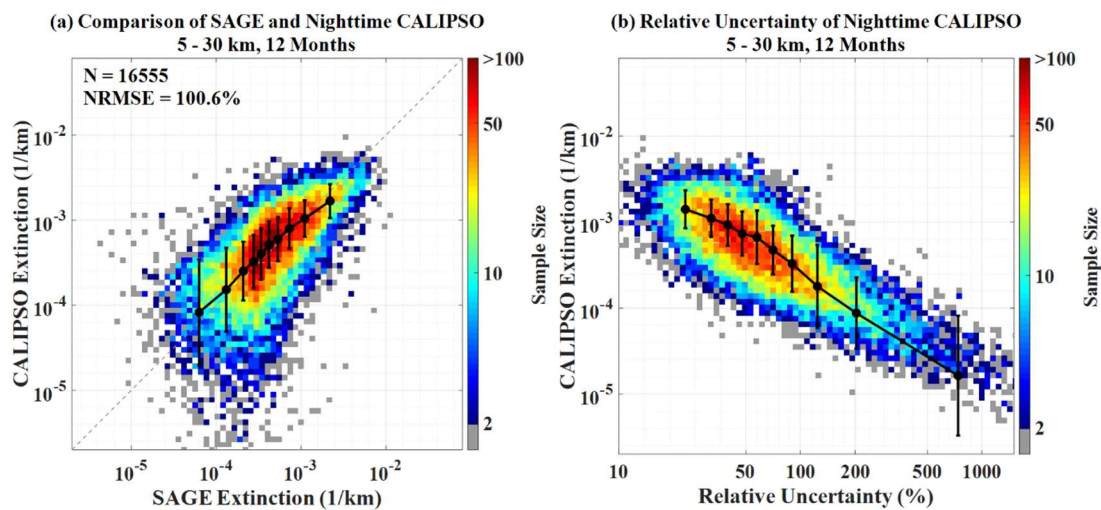 (a) Comparison of SAGE and Nighttime CALIPSO
5 - 30 km, 12 Months
N = 16555
NRMSE = 100.6%
CALIPSO Extinction (1/km)
10-2
10-3
10-4
10-5
10-5
10-4
10-3
10-2
SAGE Extinction (1/km)
>100
50
10
2
Sample Size
(b) Relative Uncertainty of Nighttime CALIPSO
5 - 30 km, 12 Months
CALIPSO Extinction (1/km)
10-2
10-3
10-4
10-5
10
50
100
200
500
1000
Relative Uncertainty (%)
>100
50
10
2
Sample Size